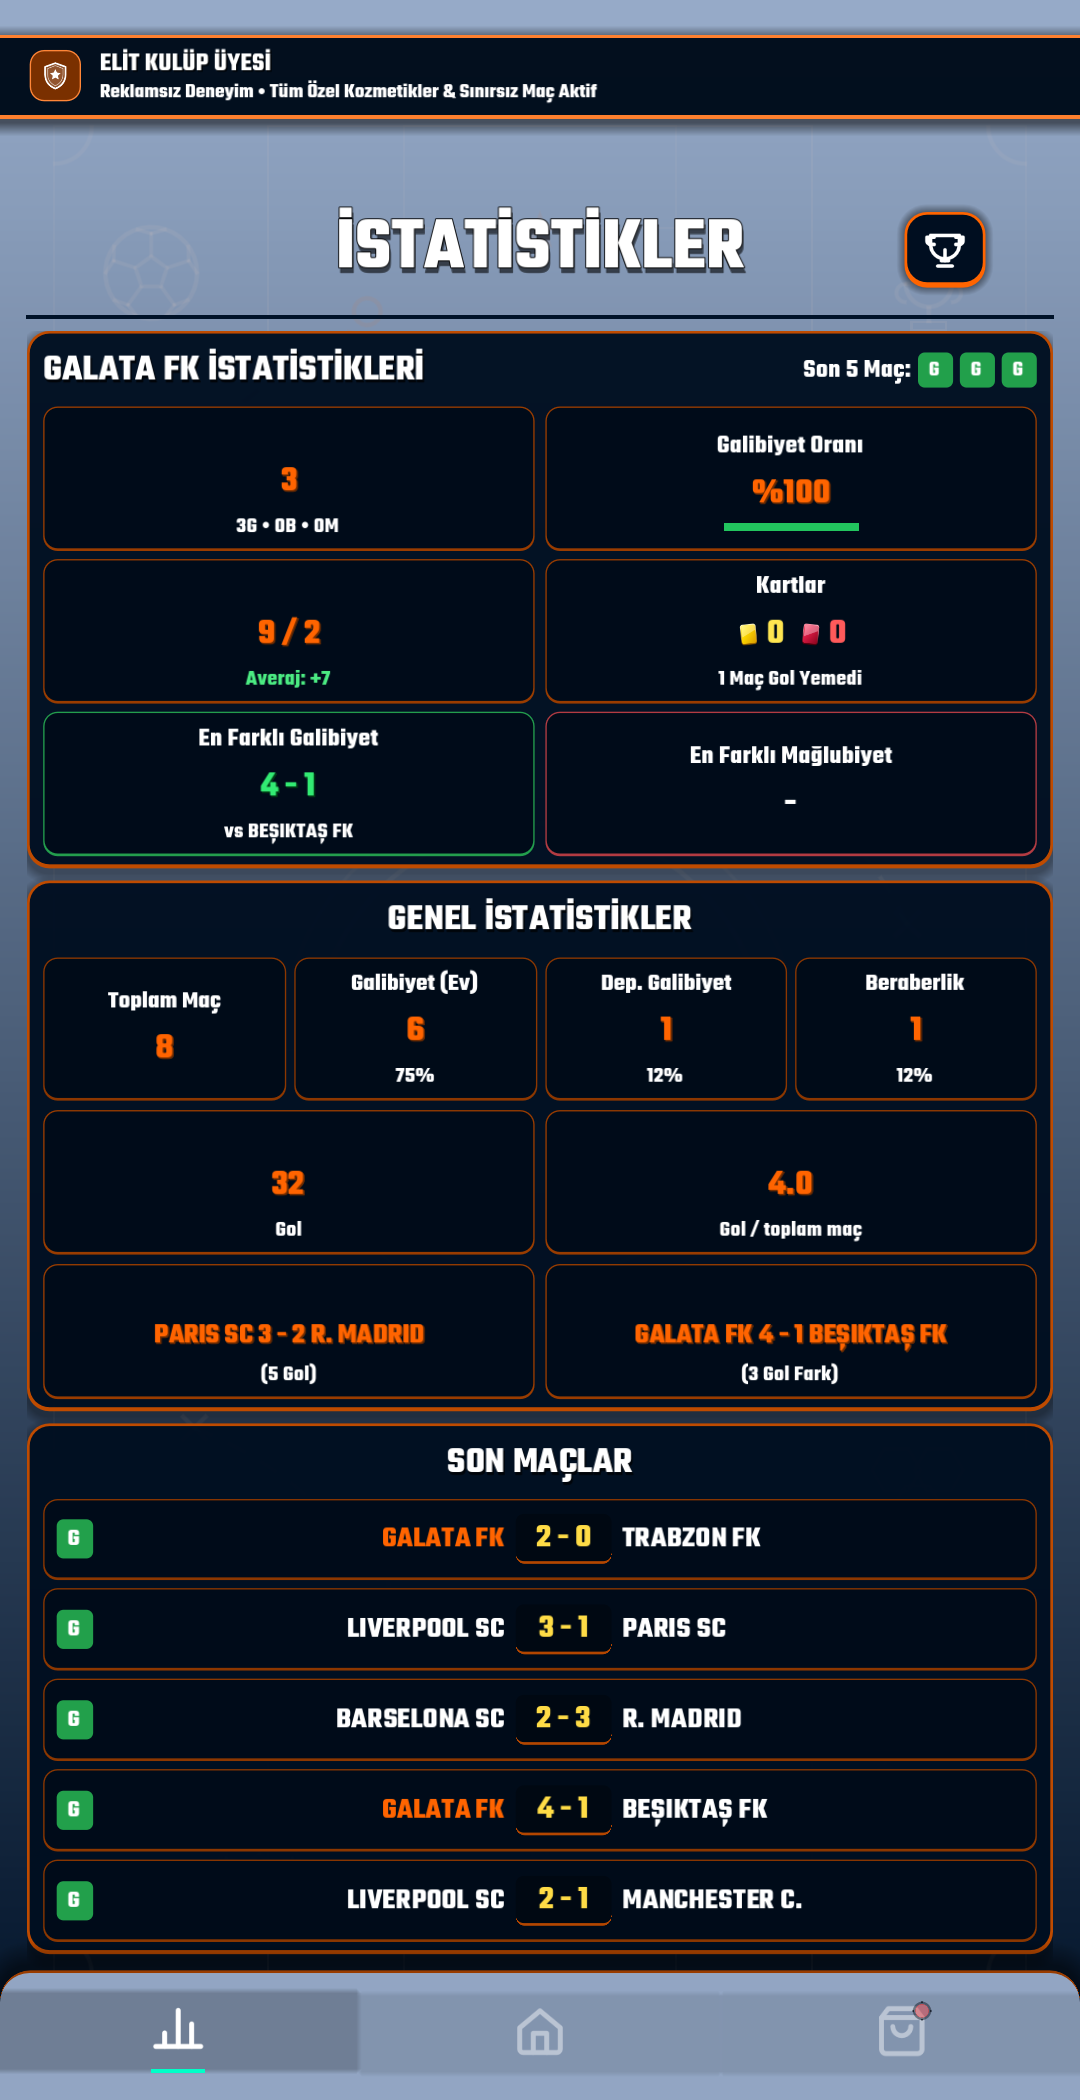 ELİT KULÜP ÜYESİ
Reklamsız Deneyim • Tüm Özel Kozmetikler & Sınırsız Maç Aktif
İSTATİSTİKLER
GALATA FK İSTATİSTİKLERİ
Son 5 Maç: G G G
3
3G • 0B • 0M
Galibiyet Oranı
%100
9 / 2
Averaj: +7
Kartlar
0 0
1 Maç Gol Yemedi
En Farklı Galibiyet
4 - 1
vs BEŞIKTAŞ FK
En Farklı Mağlubiyet
-
GENEL İSTATİSTİKLER
Toplam Maç
8
Galibiyet (Ev)
6
75%
Dep. Galibiyet
1
12%
Beraberlik
1
12%
32
Gol
4.0
Gol / toplam maç
PARIS SC 3 - 2 R. MADRID
(5 Gol)
GALATA FK 4 - 1 BEŞIKTAŞ FK
(3 Gol Fark)
SON MAÇLAR
G GALATA FK 2 - 0 TRABZON FK
G LIVERPOOL SC 3 - 1 PARIS SC
G BARSELONA SC 2 - 3 R. MADRID
G GALATA FK 4 - 1 BEŞIKTAŞ FK
G LIVERPOOL SC 2 - 1 MANCHESTER C.